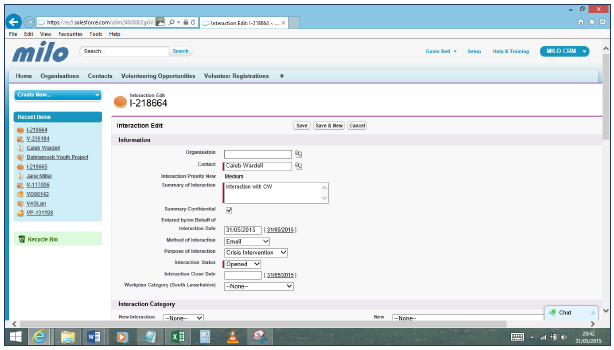 https://eu5.salesforce.com/
Interaction Edit: I-218664 ~ ...
File Edit View Favourites Tools Help
milo
Search... Search
Gavin Bell Setup Help & Training MILO CRM
Home Organisations Contacts Volunteering Opportunities Volunteer Registrations +
Create New...
Interaction Edit
I-218664
Recent Items
I-218664
V-235184
Caleb Wardell
Dalmarnock Youth Project
I-218665
Jane Miller
V-117006
VO00142
VASLan
VP-131198
Recycle Bin
Interaction Edit Save Save & New Cancel
Information
Organisation
Contact Caleb Wardell
Interaction Priority New Medium
Summary of Interaction Interaction with CW
Summary Confidential
Entered by/on Behalf of
Interaction Date 31/05/2015 [ 31/05/2015 ]
Method of Interaction Email
Purpose of Interaction Crisis Intervention
Interaction Status Opened
Interaction Close Date [ 31/05/2015 ]
Workplan Category (South Lanarkshire) --None--
Interaction Category
New Interaction --None-- New --None--
Chat
20:42
31/05/2015